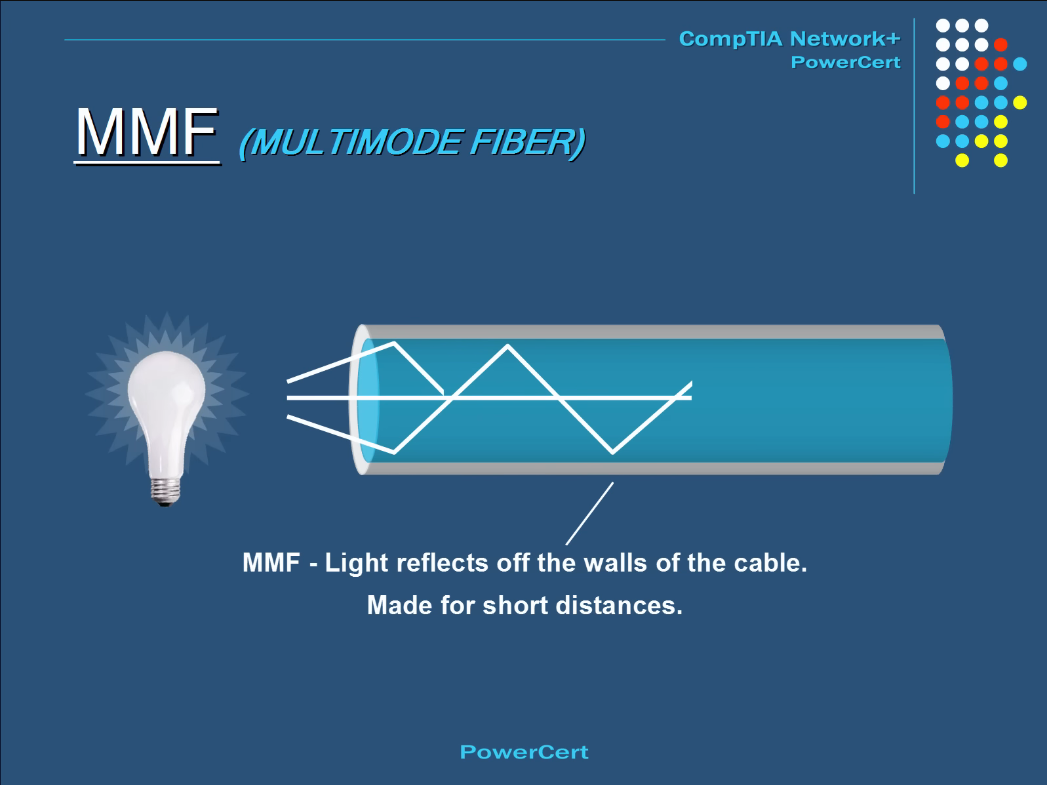 CompTIA Network+
PowerCert
MMF (MULTIMODE FIBER)
MMF - Light reflects off the walls of the cable.
Made for short distances.
PowerCert